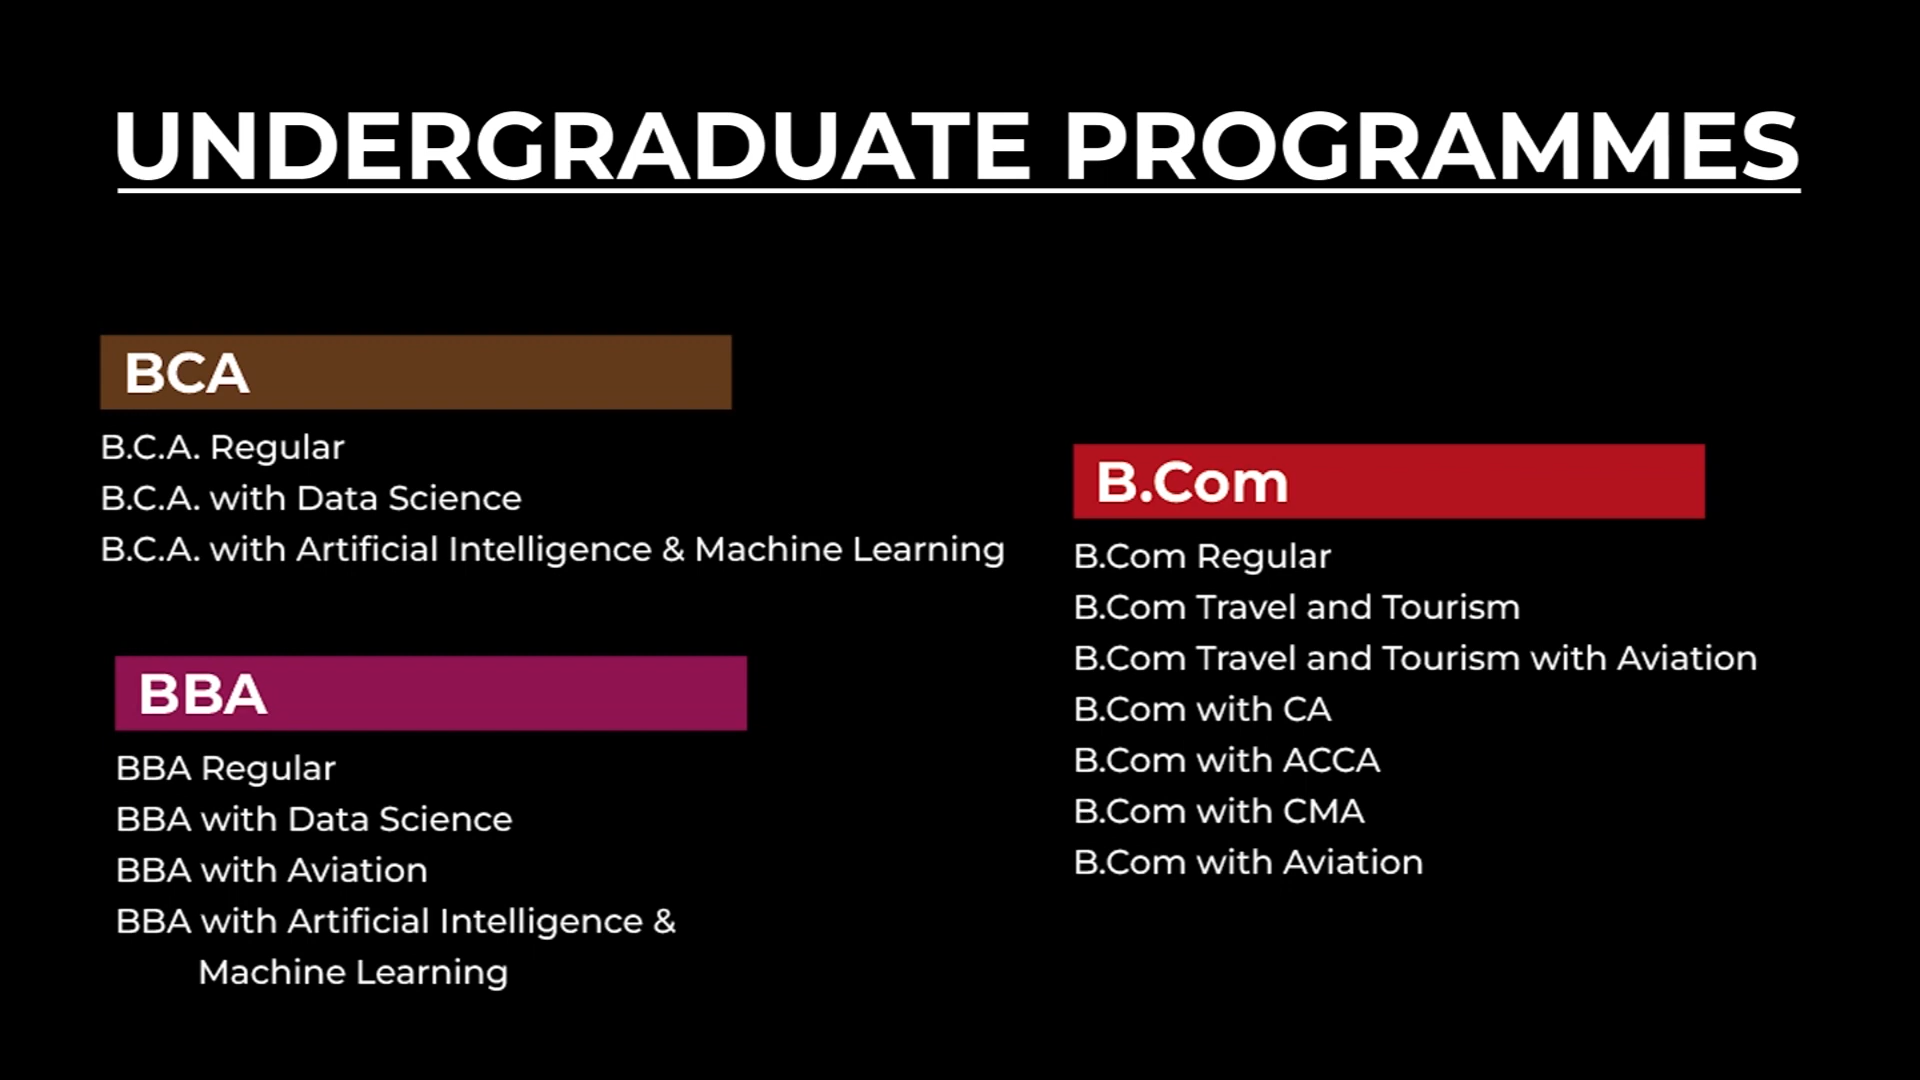 UNDERGRADUATE PROGRAMMES
BCA
B.C.A. Regular
B.C.A. with Data Science
B.C.A. with Artificial Intelligence & Machine Learning
BBA
BBA Regular
BBA with Data Science
BBA with Aviation
BBA with Artificial Intelligence &
Machine Learning
B.Com
B.Com Regular
B.Com Travel and Tourism
B.Com Travel and Tourism with Aviation
B.Com with CA
B.Com with ACCA
B.Com with CMA
B.Com with Aviation